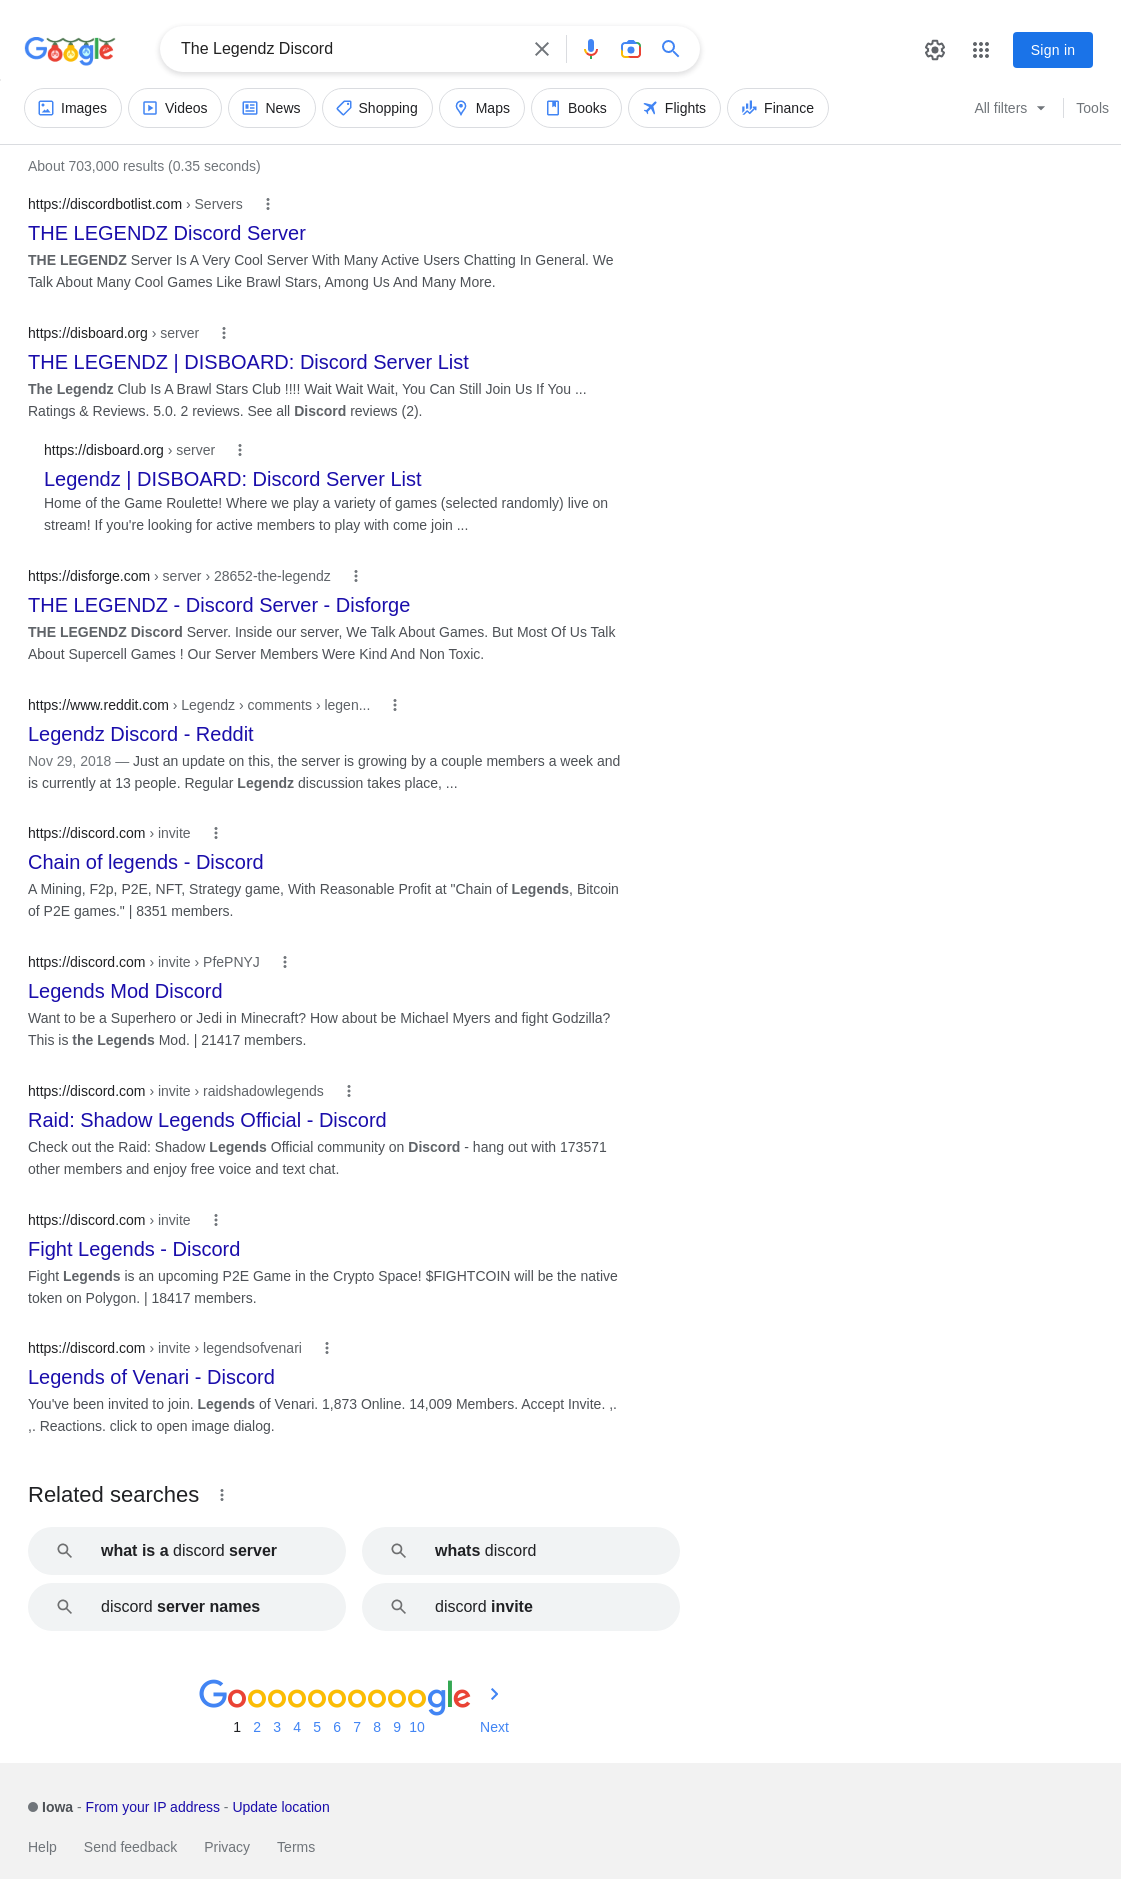 Google
The Legendz Discord
Sign in
Images Videos News Shopping Maps Books Flights Finance All filters Tools
About 703,000 results (0.35 seconds)
https://discordbotlist.com › Servers
THE LEGENDZ Discord Server
THE LEGENDZ Server Is A Very Cool Server With Many Active Users Chatting In General. We
Talk About Many Cool Games Like Brawl Stars, Among Us And Many More.
https://disboard.org › server
THE LEGENDZ | DISBOARD: Discord Server List
The Legendz Club Is A Brawl Stars Club !!!! Wait Wait Wait, You Can Still Join Us If You ...
Ratings & Reviews. 5.0. 2 reviews. See all Discord reviews (2).
https://disboard.org › server
Legendz | DISBOARD: Discord Server List
Home of the Game Roulette! Where we play a variety of games (selected randomly) live on
stream! If you're looking for active members to play with come join ...
https://disforge.com › server › 28652-the-legendz
THE LEGENDZ - Discord Server - Disforge
THE LEGENDZ Discord Server. Inside our server, We Talk About Games. But Most Of Us Talk
About Supercell Games ! Our Server Members Were Kind And Non Toxic.
https://www.reddit.com › Legendz › comments › legen...
Legendz Discord - Reddit
Nov 29, 2018 — Just an update on this, the server is growing by a couple members a week and
is currently at 13 people. Regular Legendz discussion takes place, ...
https://discord.com › invite
Chain of legends - Discord
A Mining, F2p, P2E, NFT, Strategy game, With Reasonable Profit at "Chain of Legends, Bitcoin
of P2E games." | 8351 members.
https://discord.com › invite › PfePNYJ
Legends Mod Discord
Want to be a Superhero or Jedi in Minecraft? How about be Michael Myers and fight Godzilla?
This is the Legends Mod. | 21417 members.
https://discord.com › invite › raidshadowlegends
Raid: Shadow Legends Official - Discord
Check out the Raid: Shadow Legends Official community on Discord - hang out with 173571
other members and enjoy free voice and text chat.
https://discord.com › invite
Fight Legends - Discord
Fight Legends is an upcoming P2E Game in the Crypto Space! $FIGHTCOIN will be the native
token on Polygon. | 18417 members.
https://discord.com › invite › legendsofvenari
Legends of Venari - Discord
You've been invited to join. Legends of Venari. 1,873 Online. 14,009 Members. Accept Invite. ,.
,. Reactions. click to open image dialog.
Related searches
what is a discord server
whats discord
discord server names
discord invite
Goooooooooogle
1 2 3 4 5 6 7 8 9 10 Next
Iowa - From your IP address - Update location
Help Send feedback Privacy Terms